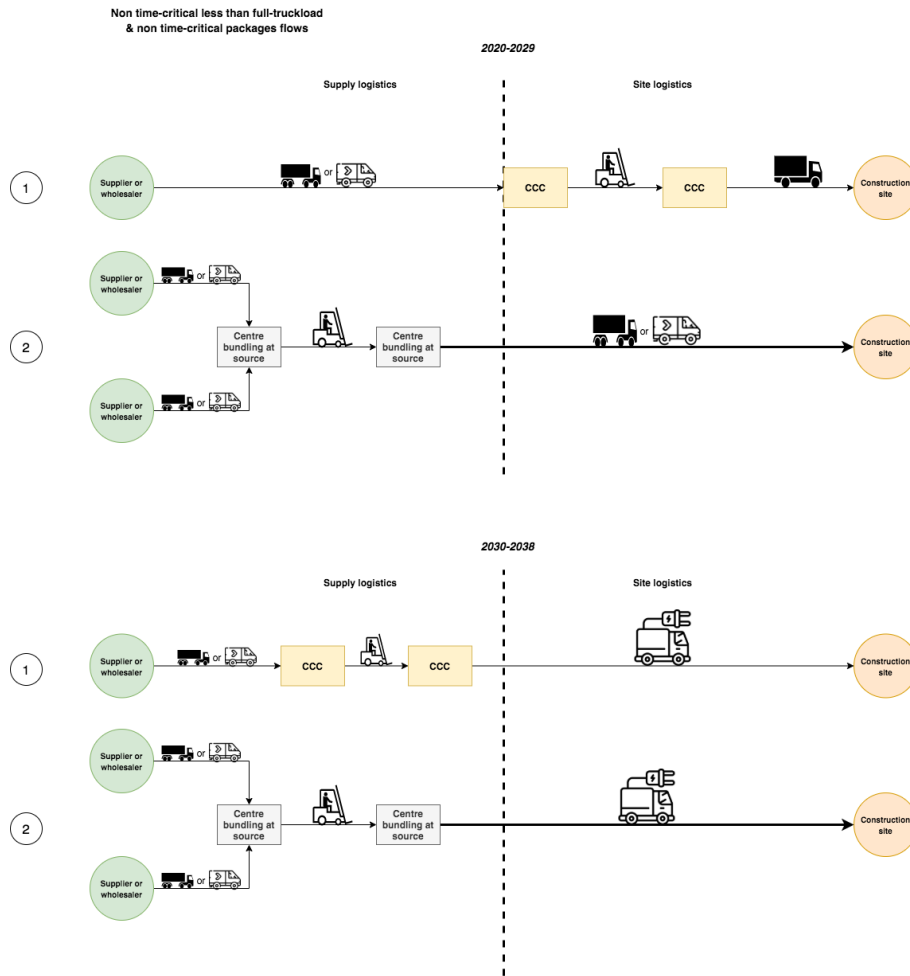 Non time-critical less than full-truckload
& non time-critical packages flows
2020-2029
Supply logistics
Site logistics
1
Supplier or
wholesaler
or
CCC
CCC
Construction
site
Supplier or
wholesaler
or
2
Centre
bundling at
source
Centre
bundling at
source
or
Construction
site
Supplier or
wholesaler
or
2030-2038
Supply logistics
Site logistics
1
Supplier or
wholesaler
or
CCC
CCC
Construction
site
Supplier or
wholesaler
or
2
Centre
bundling at
source
Centre
bundling at
source
Construction
site
Supplier or
wholesaler
or